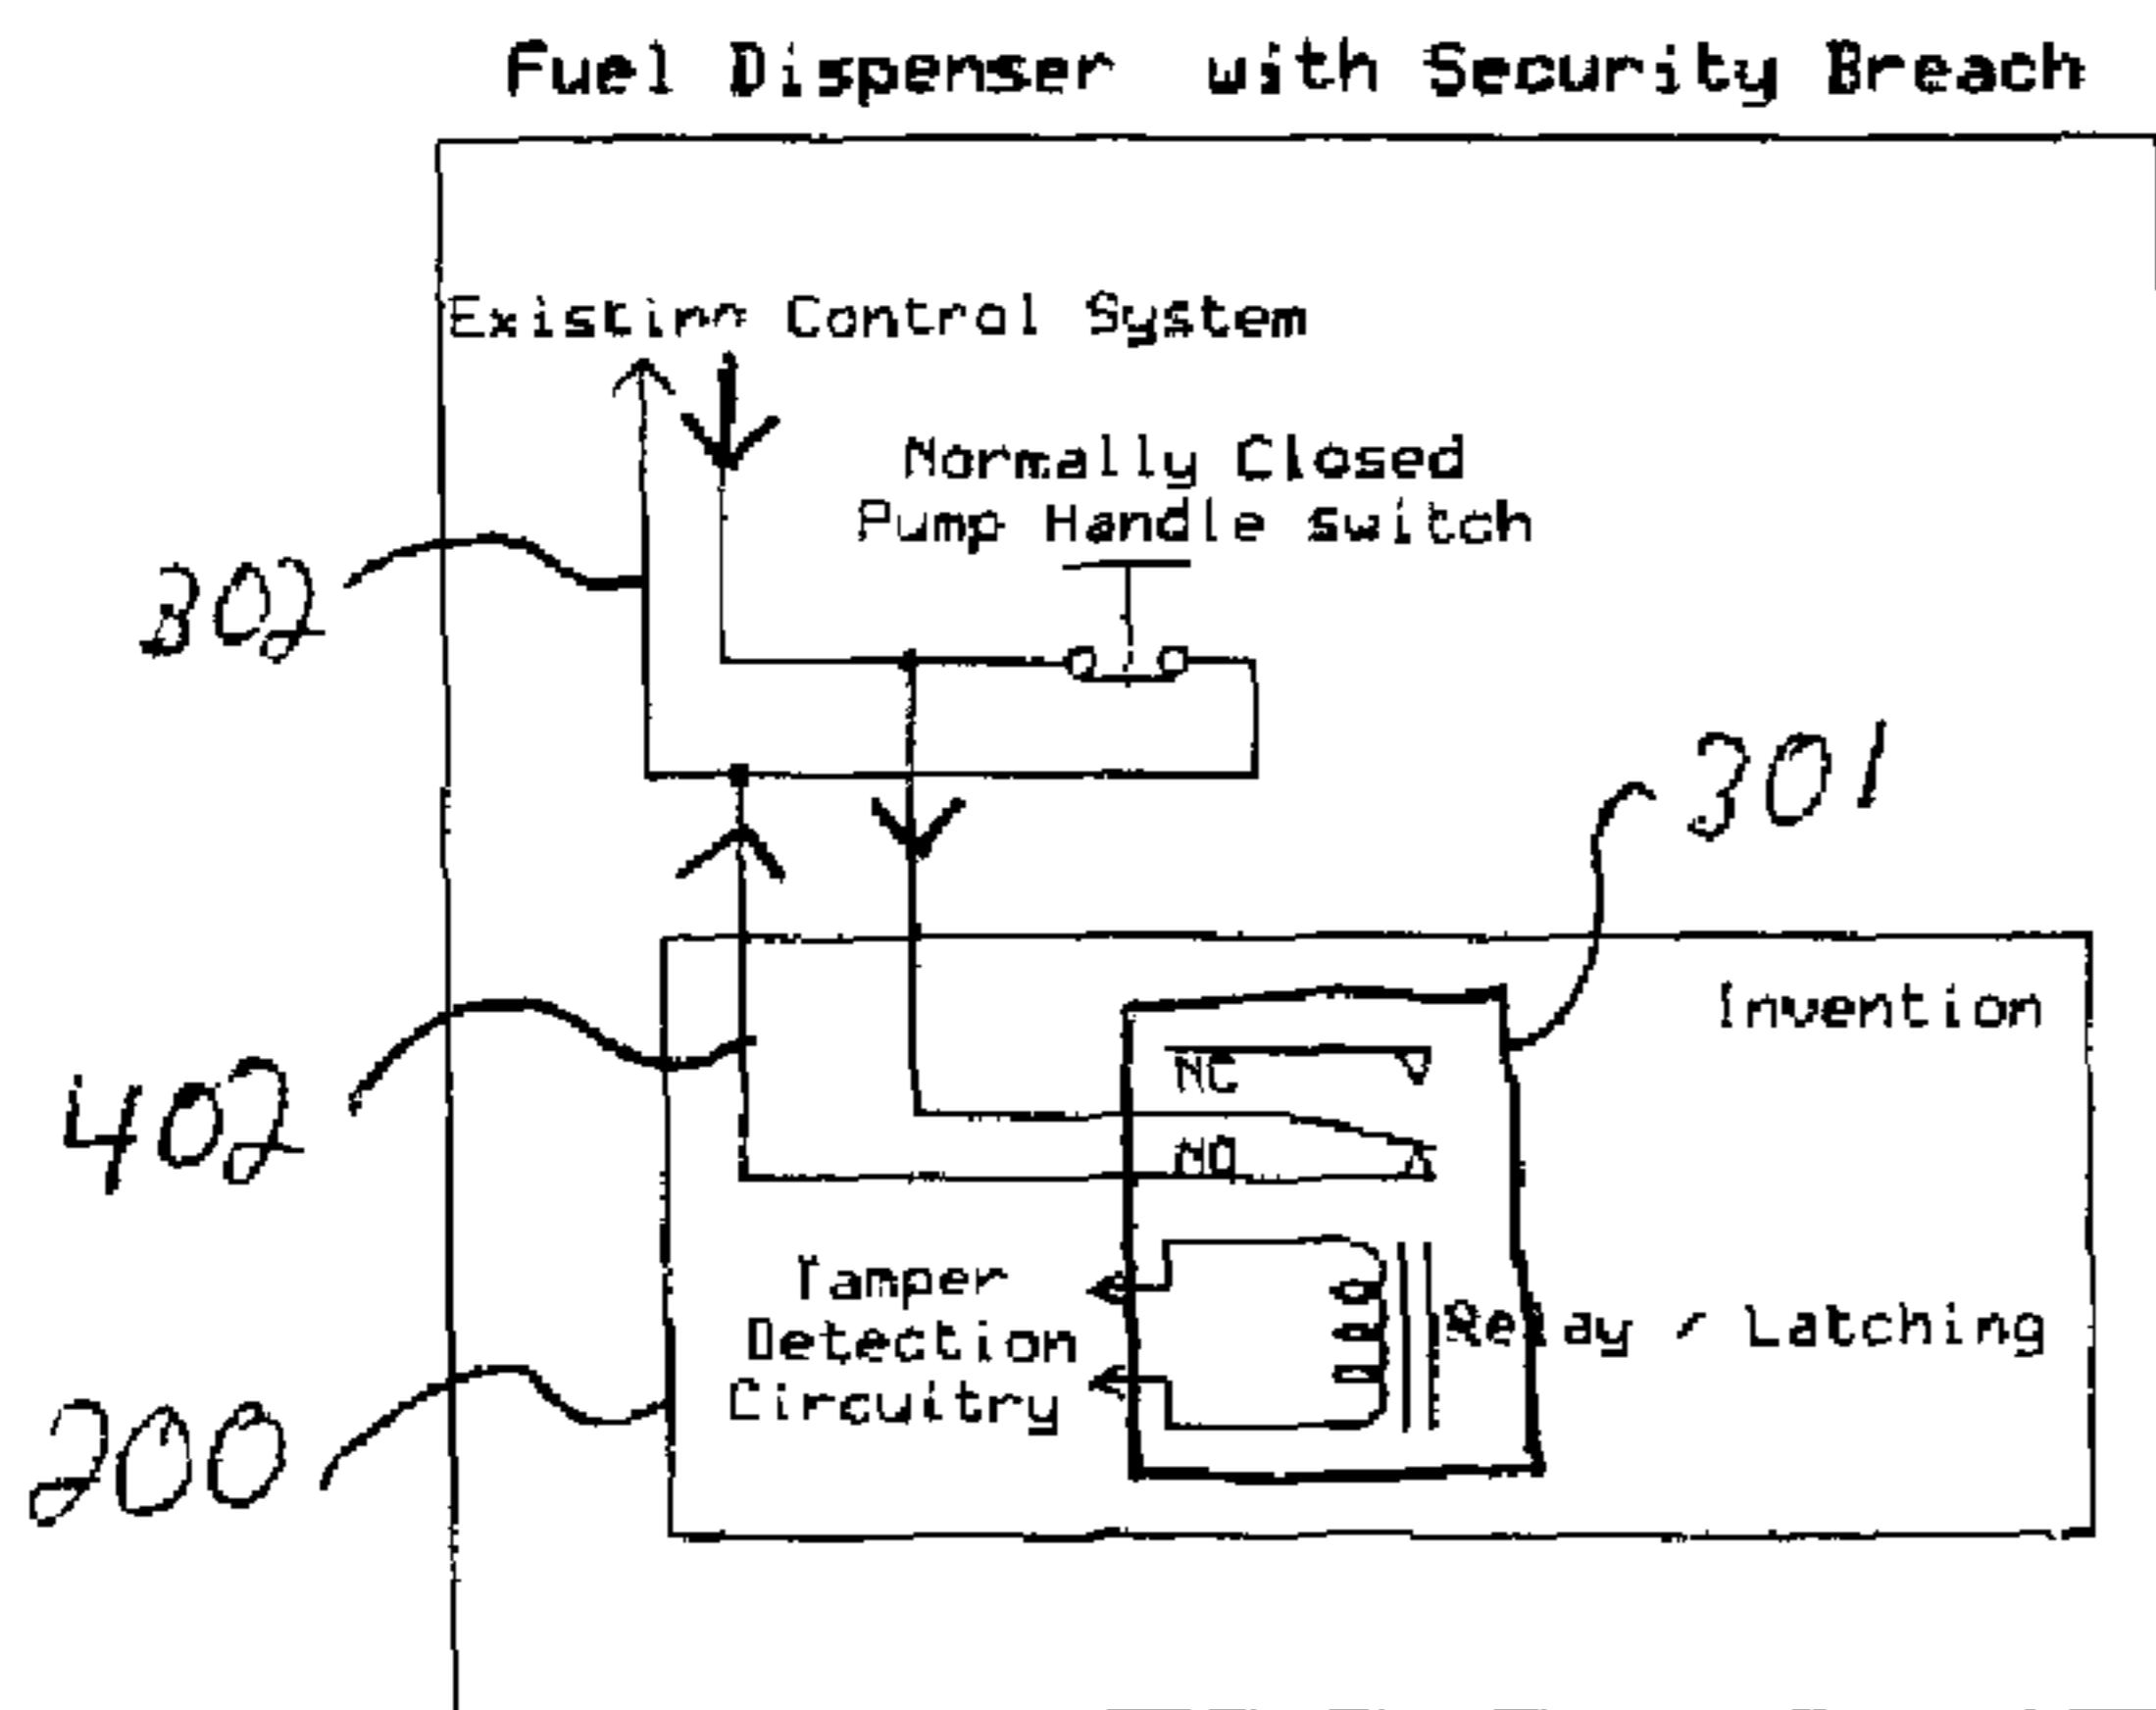 Fuel Dispenser with Security Breach
Existing Control System
Normally Closed
Pump Handle switch
302
301
Invention
NC
402
NO
Tamper
Detection
Circuitry
Relay / Latching
200